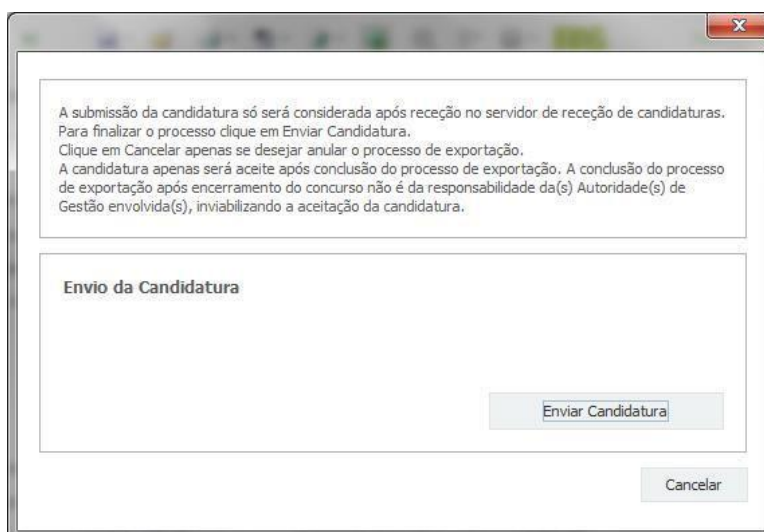 A submissão da candidatura só será considerada após receção no servidor de receção de candidaturas.
Para finalizar o processo clique em Enviar Candidatura.
Clique em Cancelar apenas se desejar anular o processo de exportação.
A candidatura apenas será aceite após conclusão do processo de exportação. A conclusão do processo
de exportação após encerramento do concurso não é da responsabilidade da(s) Autoridade(s) de
Gestão envolvida(s), inviabilizando a aceitação da candidatura.
Envio da Candidatura
Enviar Candidatura
Cancelar